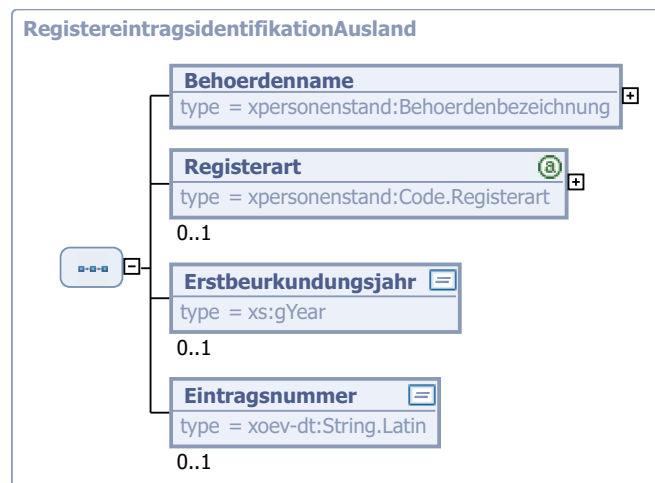 RegistereintragsidentifikationAusland
Behoerdenname
type = xpersonenstand:Behoerdenbezeichnung
Registerart
type = xpersonenstand:Code.Registerart
0..1
Erstbeurkundungsjahr
type = xs:gYear
0..1
Eintragsnummer
type = xoev-dt:String.Latin
0..1